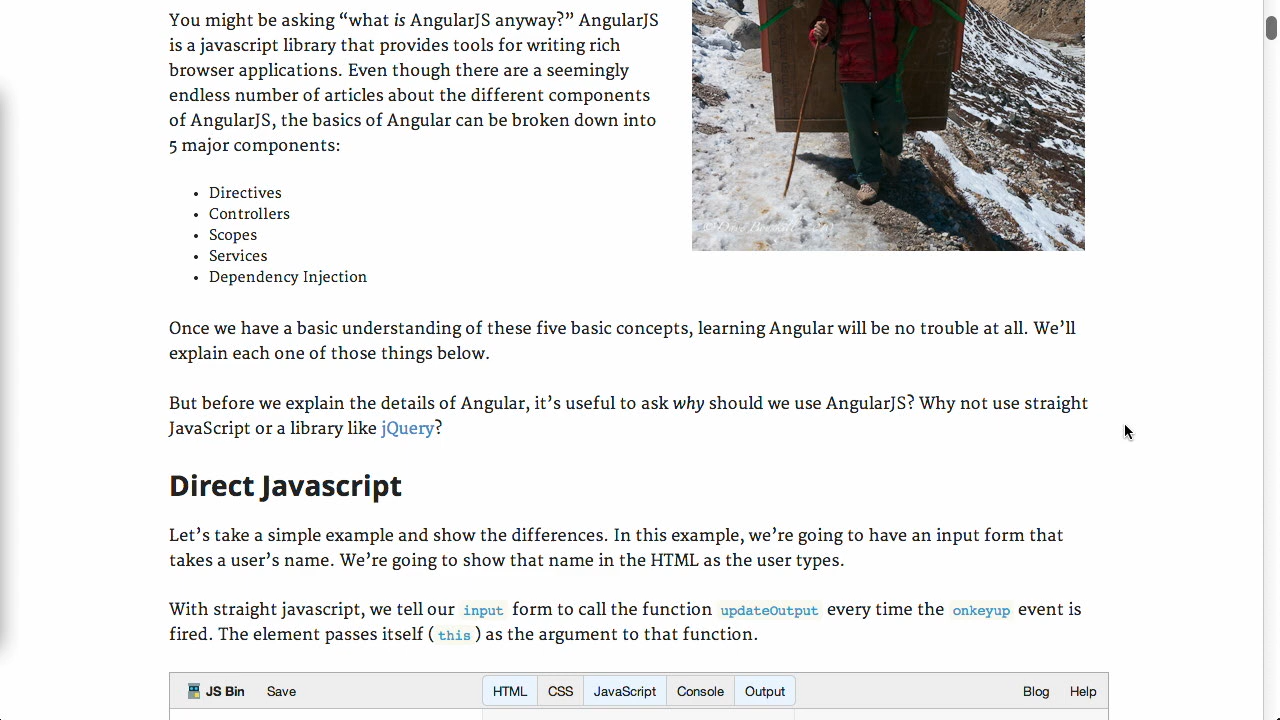 You might be asking “what is AngularJS anyway?” AngularJS
is a javascript library that provides tools for writing rich
browser applications. Even though there are a seemingly
endless number of articles about the different components
of AngularJS, the basics of Angular can be broken down into
5 major components:
• Directives
• Controllers
• Scopes
• Services
• Dependency Injection
Once we have a basic understanding of these five basic concepts, learning Angular will be no trouble at all. We’ll
explain each one of those things below.
But before we explain the details of Angular, it’s useful to ask why should we use AngularJS? Why not use straight
JavaScript or a library like jQuery?
Direct Javascript
Let’s take a simple example and show the differences. In this example, we’re going to have an input form that
takes a user’s name. We’re going to show that name in the HTML as the user types.
With straight javascript, we tell our input form to call the function updateOutput every time the onkeyup event is
fired. The element passes itself ( this ) as the argument to that function.
JS Bin Save HTML CSS JavaScript Console Output Blog Help